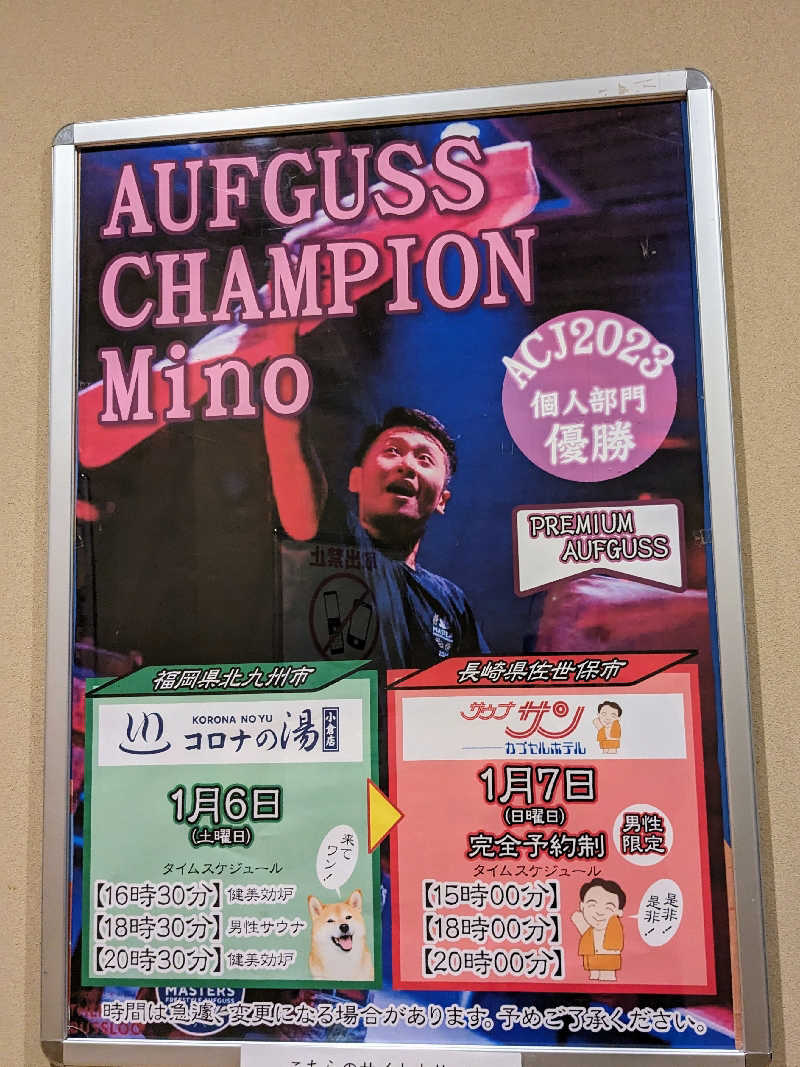 AUFGUSS
CHAMPION
Mino
ACJ2023
個人部門
優勝
PREMIUM
AUFGUSS
福岡県北九州市
KORONA NO YU
コロナの湯
小倉店
1月6日
(土曜日)
来て
ワン!
タイムスケジュール
【16時30分】健美効炉
【18時30分】男性サウナ
【20時30分】健美効炉
長崎県佐世保市
サウナサン
カプセルホテル
1月7日
(日曜日)
完全予約制
男性
限定
タイムスケジュール
【15時00分】
【18時00分】
【20時00分】
是非!
是非!
MASTERS
FREESTYLE AUFGUSS
時間は急遽、変更になる場合があります。予めご了承ください。